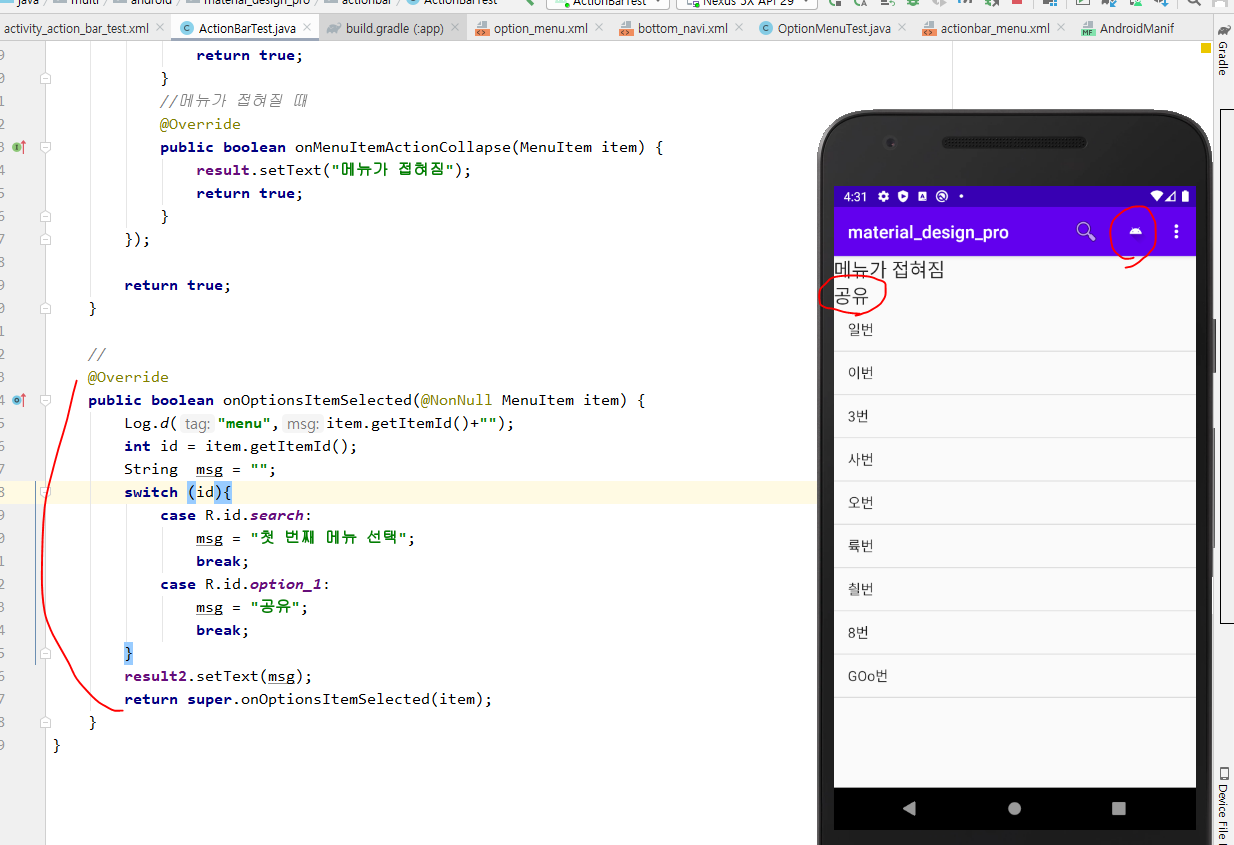 java multi android material_design_pro actionbar ActionBarTest ActionBarTest Nexus 5X API 29
activity_action_bar_test.xml ActionBarTest.java build.gradle (:app) option_menu.xml bottom_navi.xml OptionMenuTest.java actionbar_menu.xml AndroidManif
Gradle
return true;
}
//메뉴가 접혀질 때
@Override
public boolean onMenuItemActionCollapse(MenuItem item) {
result.setText("메뉴가 접혀짐");
return true;
}
});
return true;
}
//
@Override
public boolean onOptionsItemSelected(@NonNull MenuItem item) {
Log.d( tag: "menu", msg: item.getItemId()+"");
int id = item.getItemId();
String  msg = "";
switch (id){
case R.id.search:
msg = "첫 번째 메뉴 선택";
break;
case R.id.option_1:
msg = "공유";
break;
}
result2.setText(msg);
return super.onOptionsItemSelected(item);
}
}
4:31
material_design_pro
메뉴가 접혀짐
공유
일번
이번
3번
사번
오번
륙번
칠번
8번
GOo번
Device File